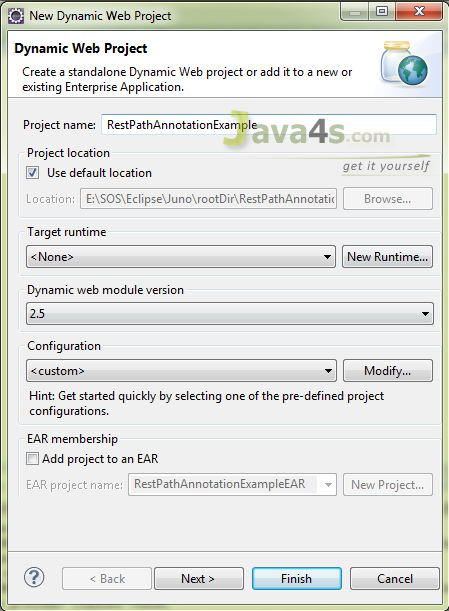 New Dynamic Web Project
Dynamic Web Project
Create a standalone Dynamic Web project or add it to a new or
existing Enterprise Application.
Project name: RestPathAnnotationExample
Java4s.com
get it yourself
Project location
Use default location
Location: E:\SOS\Eclipse\Juno\rootDir\RestPathAnnotatio Browse...
Target runtime
<None> New Runtime...
Dynamic web module version
2.5
Configuration
<custom> Modify...
Hint: Get started quickly by selecting one of the pre-defined project
configurations.
EAR membership
Add project to an EAR
EAR project name: RestPathAnnotationExampleEAR New Project...
? < Back Next > Finish Cancel